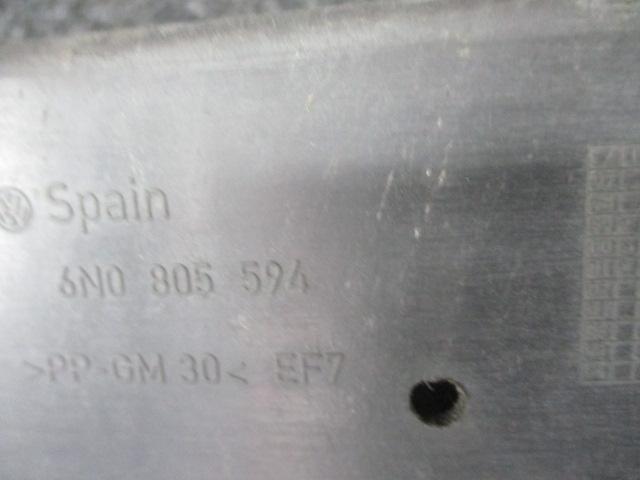 Spain
6N0 805 594
>PP-GM 30< EF7